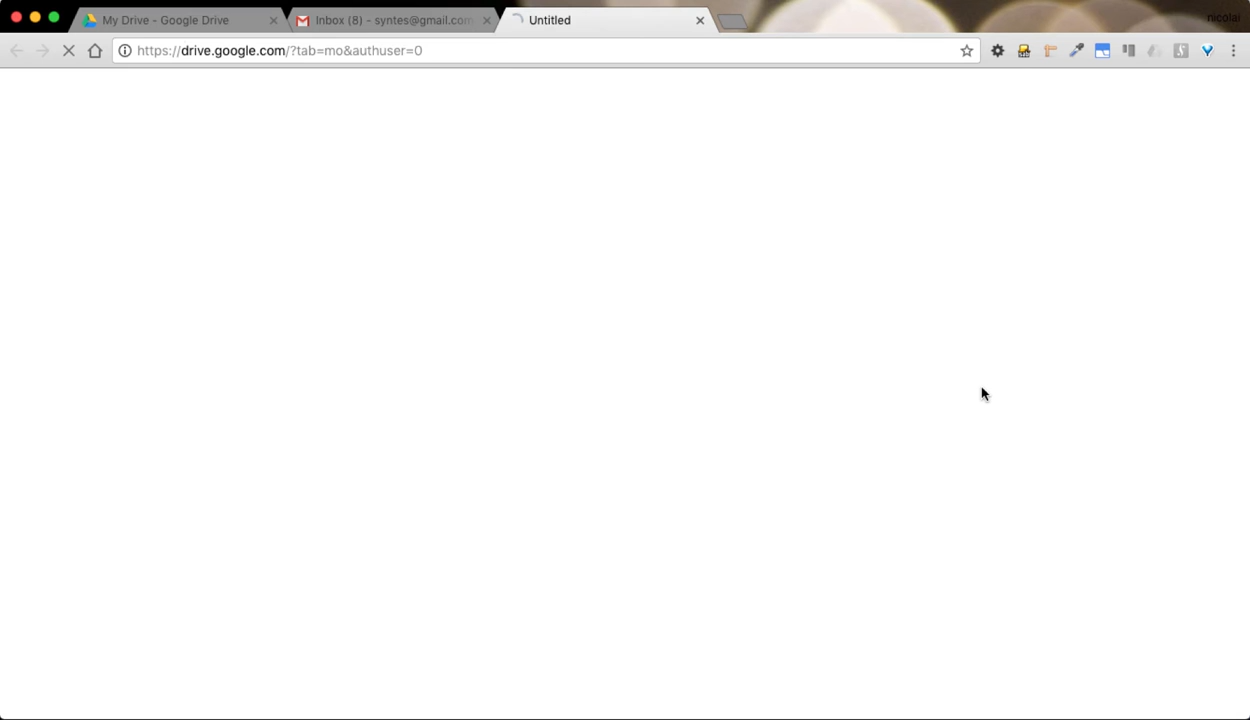 My Drive - Google Drive
Inbox (8) - syntes@gmail.com
Untitled
nicolai
https://drive.google.com/?tab=mo&authuser=0